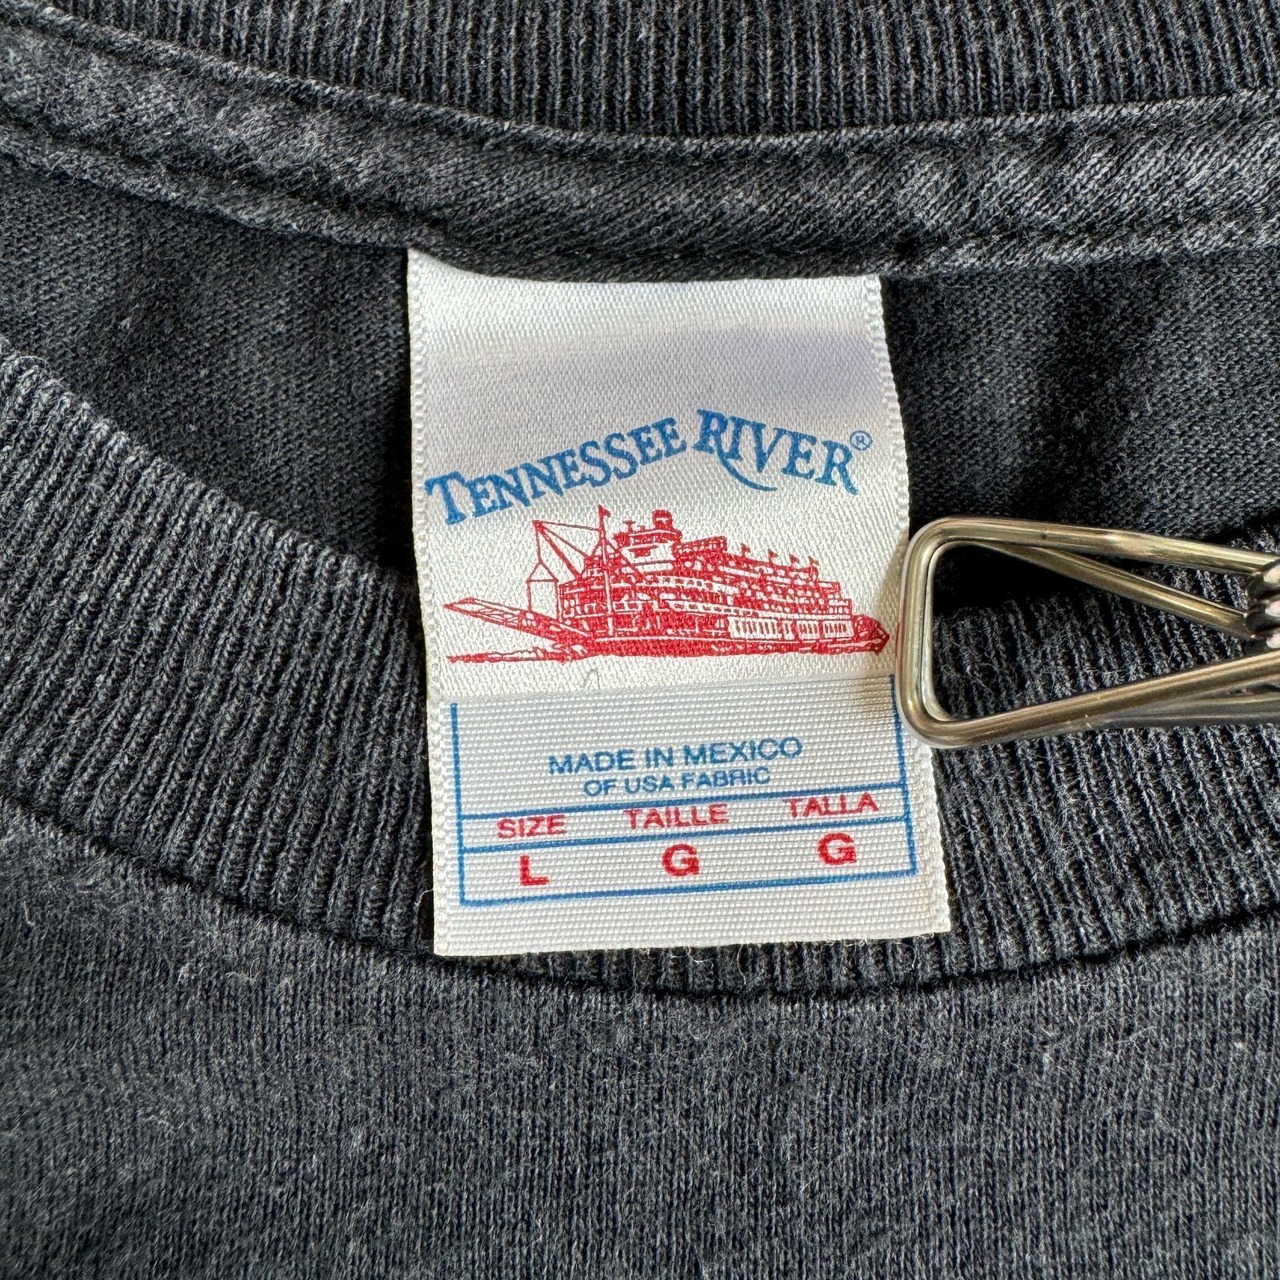 TENNESSEE RIVER®
MADE IN MEXICO
OF USA FABRIC
SIZE TAILLE TALLA
L G G